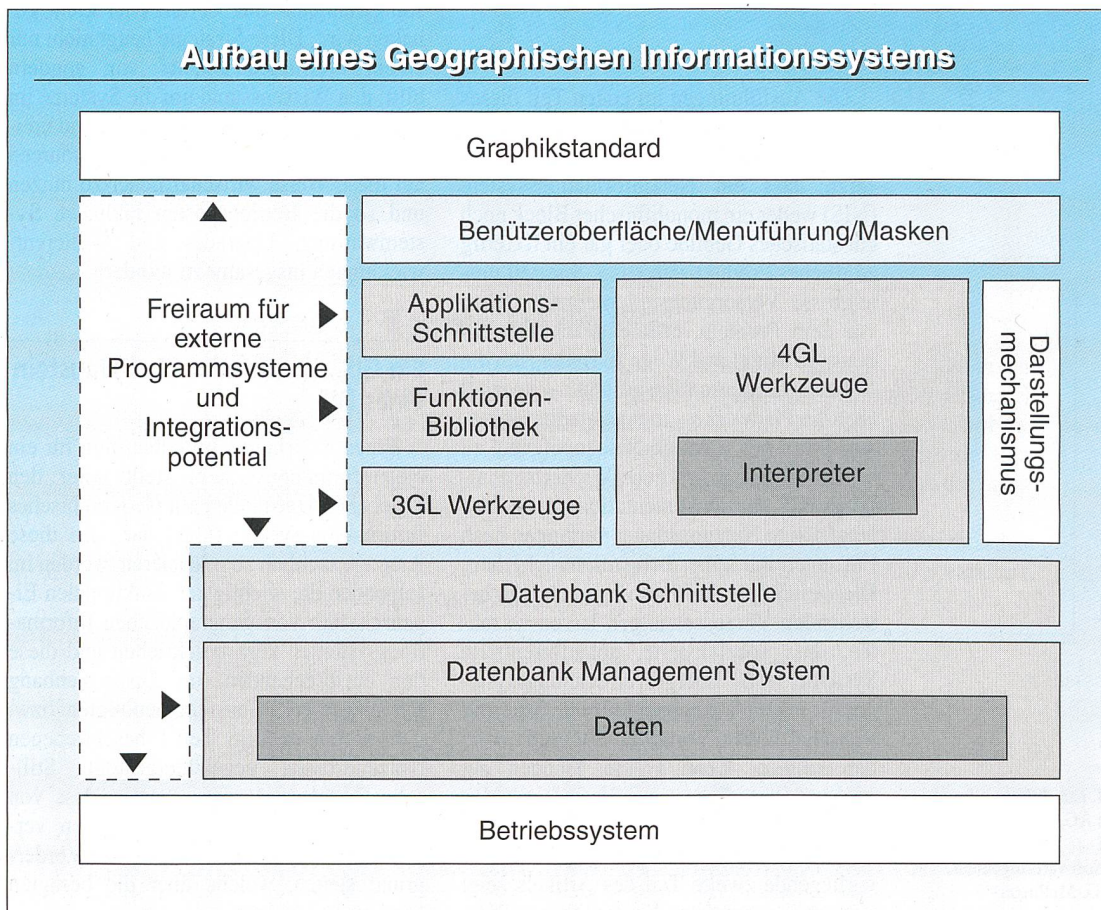 Aufbau eines Geographischen Informationssystems
Graphikstandard
Benützeroberfläche/Menüführung/Masken
Freiraum für
externe
Programmsysteme
und
Integrations-
potential
Applikations-
Schnittstelle
Funktionen-
Bibliothek
3GL Werkzeuge
4GL
Werkzeuge
Interpreter
Darstellungs-
mechanismus
Datenbank Schnittstelle
Datenbank Management System
Daten
Betriebssystem